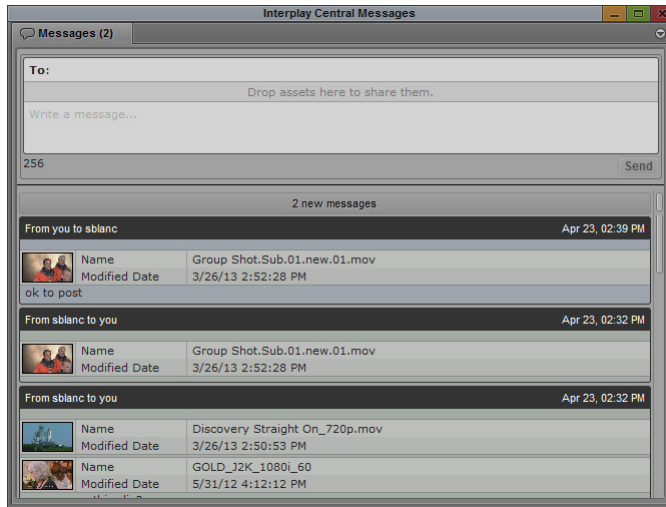 Interplay Central Messages
Messages (2)
To:
Drop assets here to share them.
Write a message...
256
Send
2 new messages
From you to sblanc Apr 23, 02:39 PM
Name Group Shot.Sub.01.new.01.mov
Modified Date 3/26/13 2:52:28 PM
ok to post
From sblanc to you Apr 23, 02:32 PM
Name Group Shot.Sub.01.new.01.mov
Modified Date 3/26/13 2:52:28 PM
From sblanc to you Apr 23, 02:32 PM
Name Discovery Straight On_720p.mov
Modified Date 3/26/13 2:50:53 PM
Name GOLD_J2K_1080i_60
Modified Date 5/31/12 4:12:12 PM